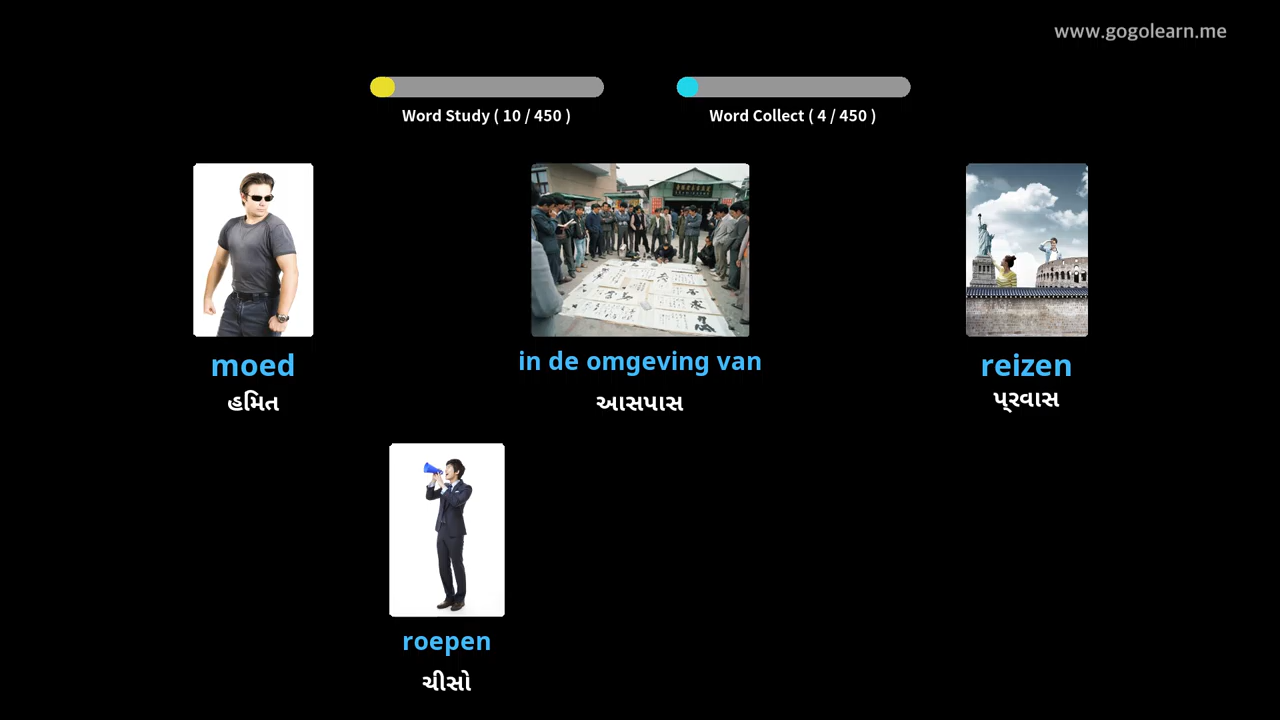 www.gogolearn.me
Word Study ( 10 / 450 )
Word Collect ( 4 / 450 )
moed
હમિત
in de omgeving van
આસપાસ
reizen
પ્રવાસ
roepen
ચીસો